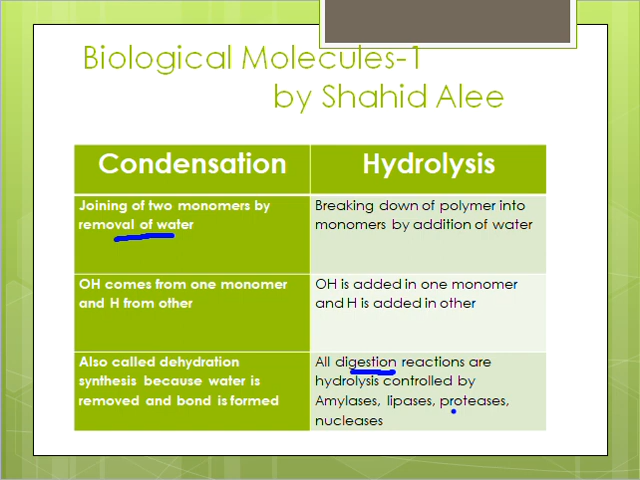 Biological Molecules-1
by Shahid Alee
Condensation
Hydrolysis
Joining of two monomers by
removal of water
Breaking down of polymer into
monomers by addition of water
OH comes from one monomer
and H from other
OH is added in one monomer
and H is added in other
Also called dehydration
synthesis because water is
removed and bond is formed
All digestion reactions are
hydrolysis controlled by
Amylases, lipases, proteases,
nucleases